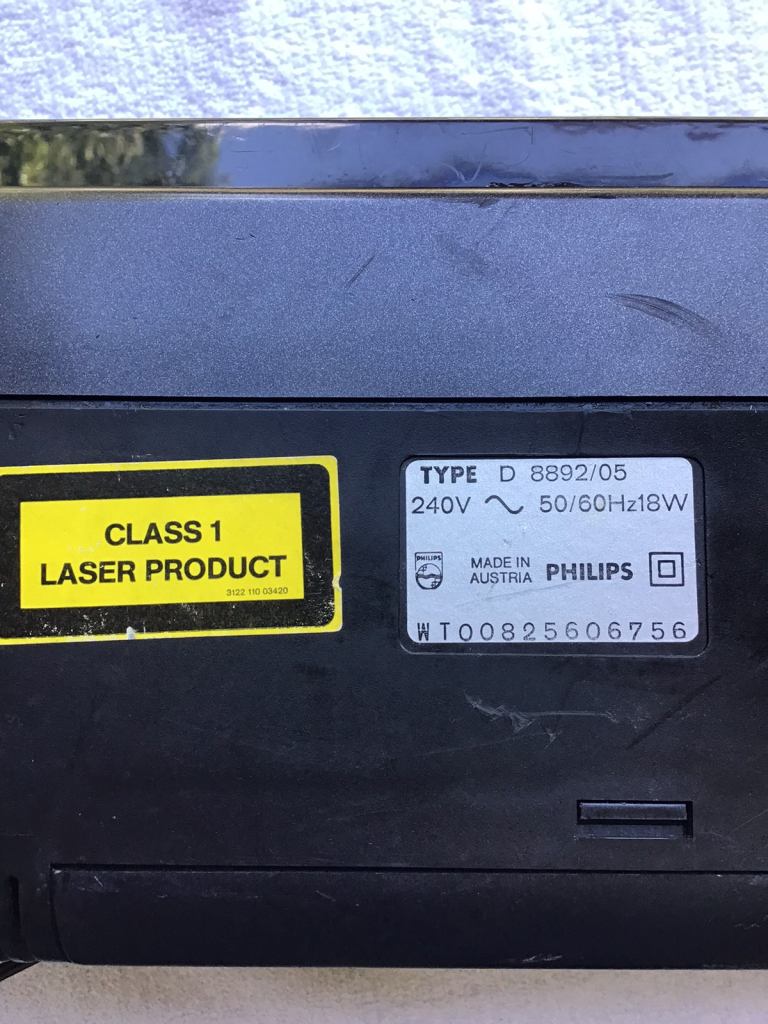 CLASS 1
LASER PRODUCT
3122 110 03420
TYPE D 8892/05
240V ~ 50/60Hz18W
PHILIPS
MADE IN
AUSTRIA PHILIPS
WT00825606756